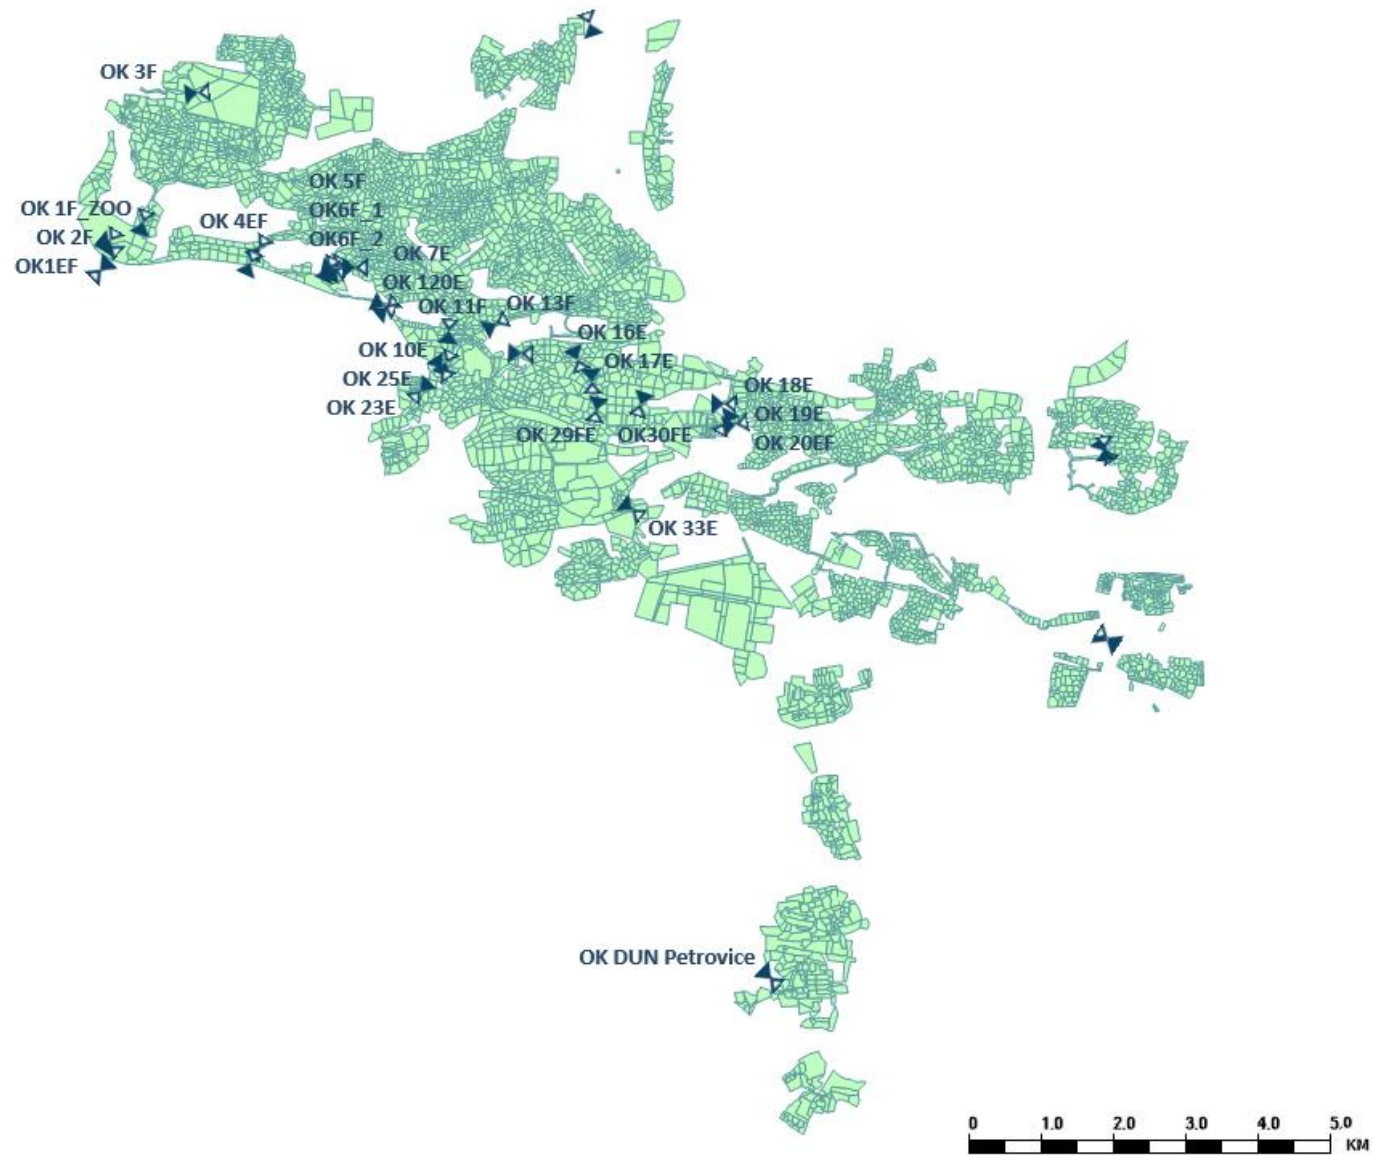 OK 3F
OK 5F
OK 1F_ZOO
OK6F_1
OK 4EF
OK 2F
OK6F_2
OK 7E
OK1EF
OK 120E
OK 11F
OK 13F
OK 16E
OK 10E
OK 17E
OK 25E
OK 18E
OK 23E
OK 19E
OK 29FE
OK30FE
OK 20EF
OK 33E
OK DUN Petrovice
0 1.0 2.0 3.0 4.0 5.0
KM